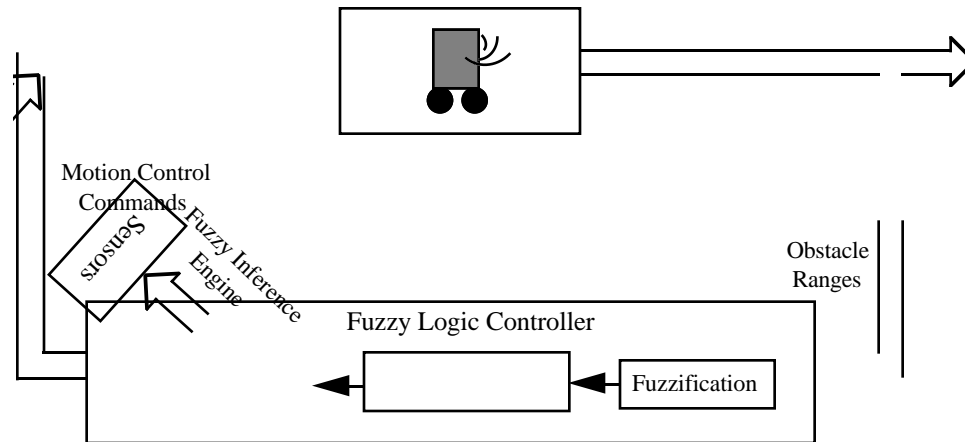 Motion Control
Commands
Sensors
Fuzzy Inference
Engine
Obstacle
Ranges
Fuzzy Logic Controller
Fuzzification